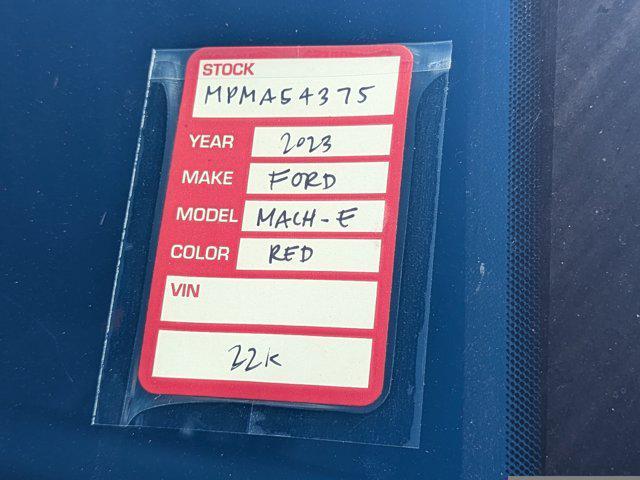 STOCK
MPMA54375
YEAR 2023
MAKE FORD
MODEL MACH-E
COLOR RED
VIN
22K